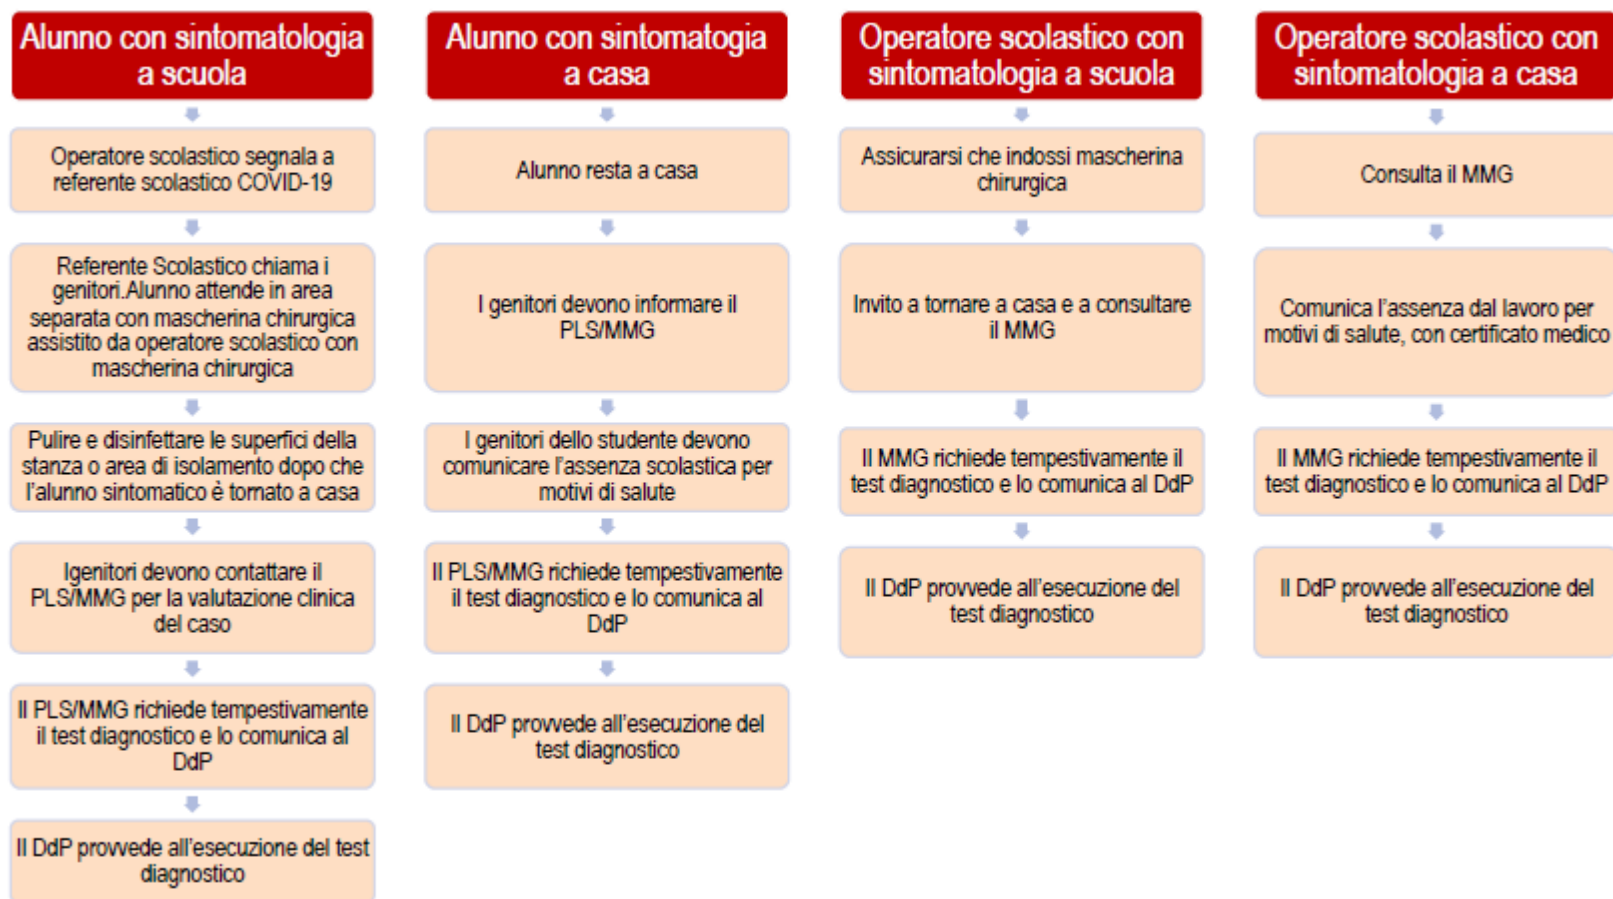 Alunno con sintomatologia
a scuola
Operatore scolastico segnala a
referente scolastico COVID-19
Referente Scolastico chiama i
genitori.Alunno attende in area
separata con mascherina chirurgica
assistito da operatore scolastico con
mascherina chirurgica
Pulire e disinfettare le superfici della
stanza o area di isolamento dopo che
l'alunno sintomatico è tornato a casa
Igenitori devono contattare il
PLS/MMG per la valutazione clinica
del caso
Il PLS/MMG richiede tempestivamente
il test diagnostico e lo comunica al
DdP
Il DdP provvede all'esecuzione del test
diagnostico
Alunno con sintomatogia
a casa
Alunno resta a casa
I genitori devono informare il
PLS/MMG
I genitori dello studente devono
comunicare l'assenza scolastica per
motivi di salute
Il PLS/MMG richiede tempestivamente
il test diagnostico e lo comunica al
DdP
Il DdP provvede all'esecuzione del
test diagnostico
Operatore scolastico con
sintomatologia a scuola
Assicurarsi che indossi mascherina
chirurgica
Invito a tornare a casa e a consultare
il MMG
Il MMG richiede tempestivamente il
test diagnostico e lo comunica al DdP
Il DdP provvede all'esecuzione del
test diagnostico
Operatore scolastico con
sintomatologia a casa
Consulta il MMG
Comunica l'assenza dal lavoro per
motivi di salute, con certificato medico
Il MMG richiede tempestivamente il
test diagnostico e lo comunica al DdP
Il DdP provvede all'esecuzione del
test diagnostico